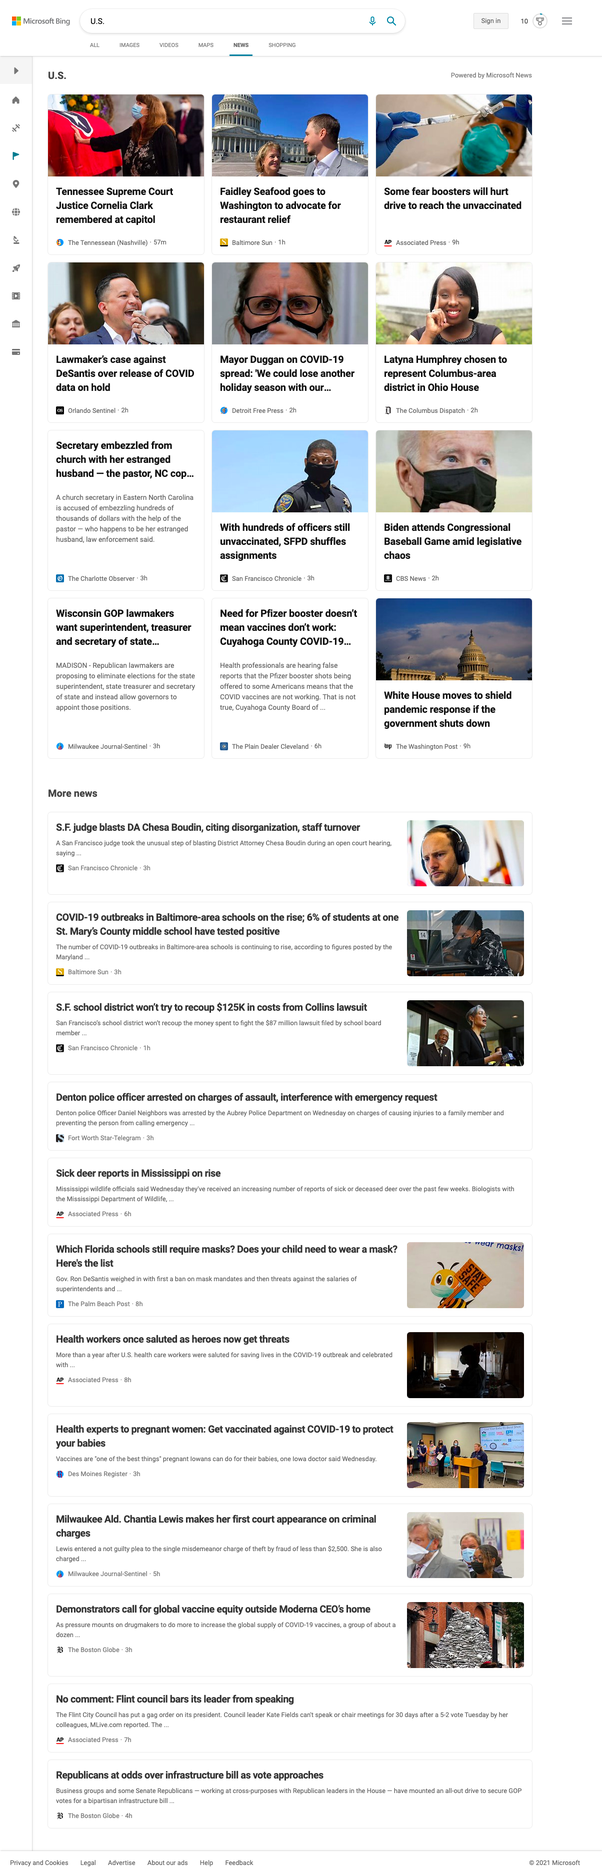 Microsoft Bing
U.S.
Sign in
10
ALL
IMAGES
VIDEOS
MAPS
NEWS
SHOPPING
U.S.
Powered by Microsoft News
Tennessee Supreme Court
Justice Cornelia Clark
remembered at capitol
The Tennessean (Nashville) · 57m
Faidley Seafood goes to
Washington to advocate for
restaurant relief
Baltimore Sun · 1h
Some fear boosters will hurt
drive to reach the unvaccinated
AP Associated Press · 9h
Lawmaker's case against
DeSantis over release of COVID
data on hold
OS Orlando Sentinel · 2h
Mayor Duggan on COVID-19
spread: 'We could lose another
holiday season with our...
Detroit Free Press · 2h
Latyna Humphrey chosen to
represent Columbus-area
district in Ohio House
The Columbus Dispatch · 2h
Secretary embezzled from
church with her estranged
husband — the pastor, NC cop...
A church secretary in Eastern North Carolina
is accused of embezzling hundreds of
thousands of dollars with the help of the
pastor — who happens to be her estranged
husband, law enforcement said.
The Charlotte Observer · 3h
With hundreds of officers still
unvaccinated, SFPD shuffles
assignments
San Francisco Chronicle · 3h
Biden attends Congressional
Baseball Game amid legislative
chaos
CBS News · 2h
Wisconsin GOP lawmakers
want superintendent, treasurer
and secretary of state...
MADISON - Republican lawmakers are
proposing to eliminate elections for the state
superintendent, state treasurer and secretary
of state and instead allow governors to
appoint those positions.
Milwaukee Journal-Sentinel · 3h
Need for Pfizer booster doesn't
mean vaccines don't work:
Cuyahoga County COVID-19...
Health professionals are hearing false
reports that the Pfizer booster shots being
offered to some Americans means that the
COVID vaccines are not working. That is not
true, Cuyahoga County Board of ...
The Plain Dealer Cleveland · 6h
White House moves to shield
pandemic response if the
government shuts down
wp The Washington Post · 9h
More news
S.F. judge blasts DA Chesa Boudin, citing disorganization, staff turnover
A San Francisco judge took the unusual step of blasting District Attorney Chesa Boudin during an open court hearing,
saying ...
San Francisco Chronicle · 3h
COVID-19 outbreaks in Baltimore-area schools on the rise; 6% of students at one
St. Mary's County middle school have tested positive
The number of COVID-19 outbreaks in Baltimore-area schools is continuing to rise, according to figures posted by the
Maryland ...
Baltimore Sun · 3h
14
S.F. school district won't try to recoup $125K in costs from Collins lawsuit
San Francisco's school district won't recoup the money spent to fight the $87 million lawsuit filed by school board
member ...
San Francisco Chronicle · 1h
Denton police officer arrested on charges of assault, interference with emergency request
Denton police Officer Daniel Neighbors was arrested by the Aubrey Police Department on Wednesday on charges of causing injuries to a family member and
preventing the person from calling emergency ...
Fort Worth Star-Telegram · 3h
Sick deer reports in Mississippi on rise
Mississippi wildlife officials said Wednesday they've received an increasing number of reports of sick or deceased deer over the past few weeks. Biologists with
the Mississippi Department of Wildlife, ...
AP Associated Press · 6h
Which Florida schools still require masks? Does your child need to wear a mask?
Here's the list
Gov. Ron DeSantis weighed in with first a ban on mask mandates and then threats against the salaries of
superintendents and ...
The Palm Beach Post · 8h
wear masks!
STAY
SAFE
Health workers once saluted as heroes now get threats
More than a year after U.S. health care workers were saluted for saving lives in the COVID-19 outbreak and celebrated
with ...
AP Associated Press · 8h
Health experts to pregnant women: Get vaccinated against COVID-19 to protect
your babies
Vaccines are "one of the best things" pregnant Iowans can do for their babies, one Iowa doctor said Wednesday.
Des Moines Register · 3h
Milwaukee Ald. Chantia Lewis makes her first court appearance on criminal
charges
Lewis entered a not guilty plea to the single misdemeanor charge of theft by fraud of less than $2,500. She is also
charged ...
Milwaukee Journal-Sentinel · 5h
Demonstrators call for global vaccine equity outside Moderna CEO's home
As pressure mounts on drugmakers to do more to increase the global supply of COVID-19 vaccines, a group of about a
dozen ...
The Boston Globe · 3h
No comment: Flint council bars its leader from speaking
The Flint City Council has put a gag order on its president. Council leader Kate Fields can't speak or chair meetings for 30 days after a 5-2 vote Tuesday by her
colleagues, MLive.com reported. The ...
AP Associated Press · 7h
Republicans at odds over infrastructure bill as vote approaches
Business groups and some Senate Republicans — working at cross-purposes with Republican leaders in the House — have mounted an all-out drive to secure GOP
votes for a bipartisan infrastructure bill ...
The Boston Globe · 4h
Privacy and Cookies
Legal
Advertise
About our ads
Help
Feedback
© 2021 Microsoft